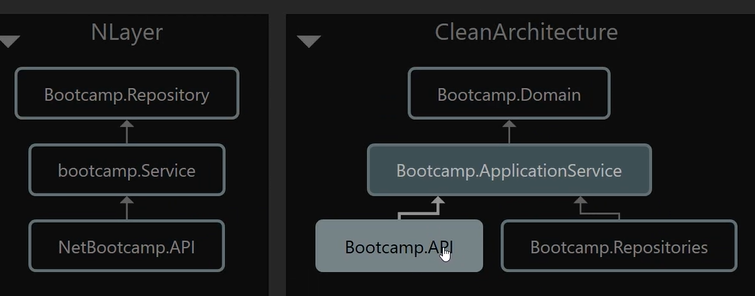 NLayer
Bootcamp.Repository
bootcamp.Service
NetBootcamp.API
CleanArchitecture
Bootcamp.Domain
Bootcamp.ApplicationService
Bootcamp.API
Bootcamp.Repositories